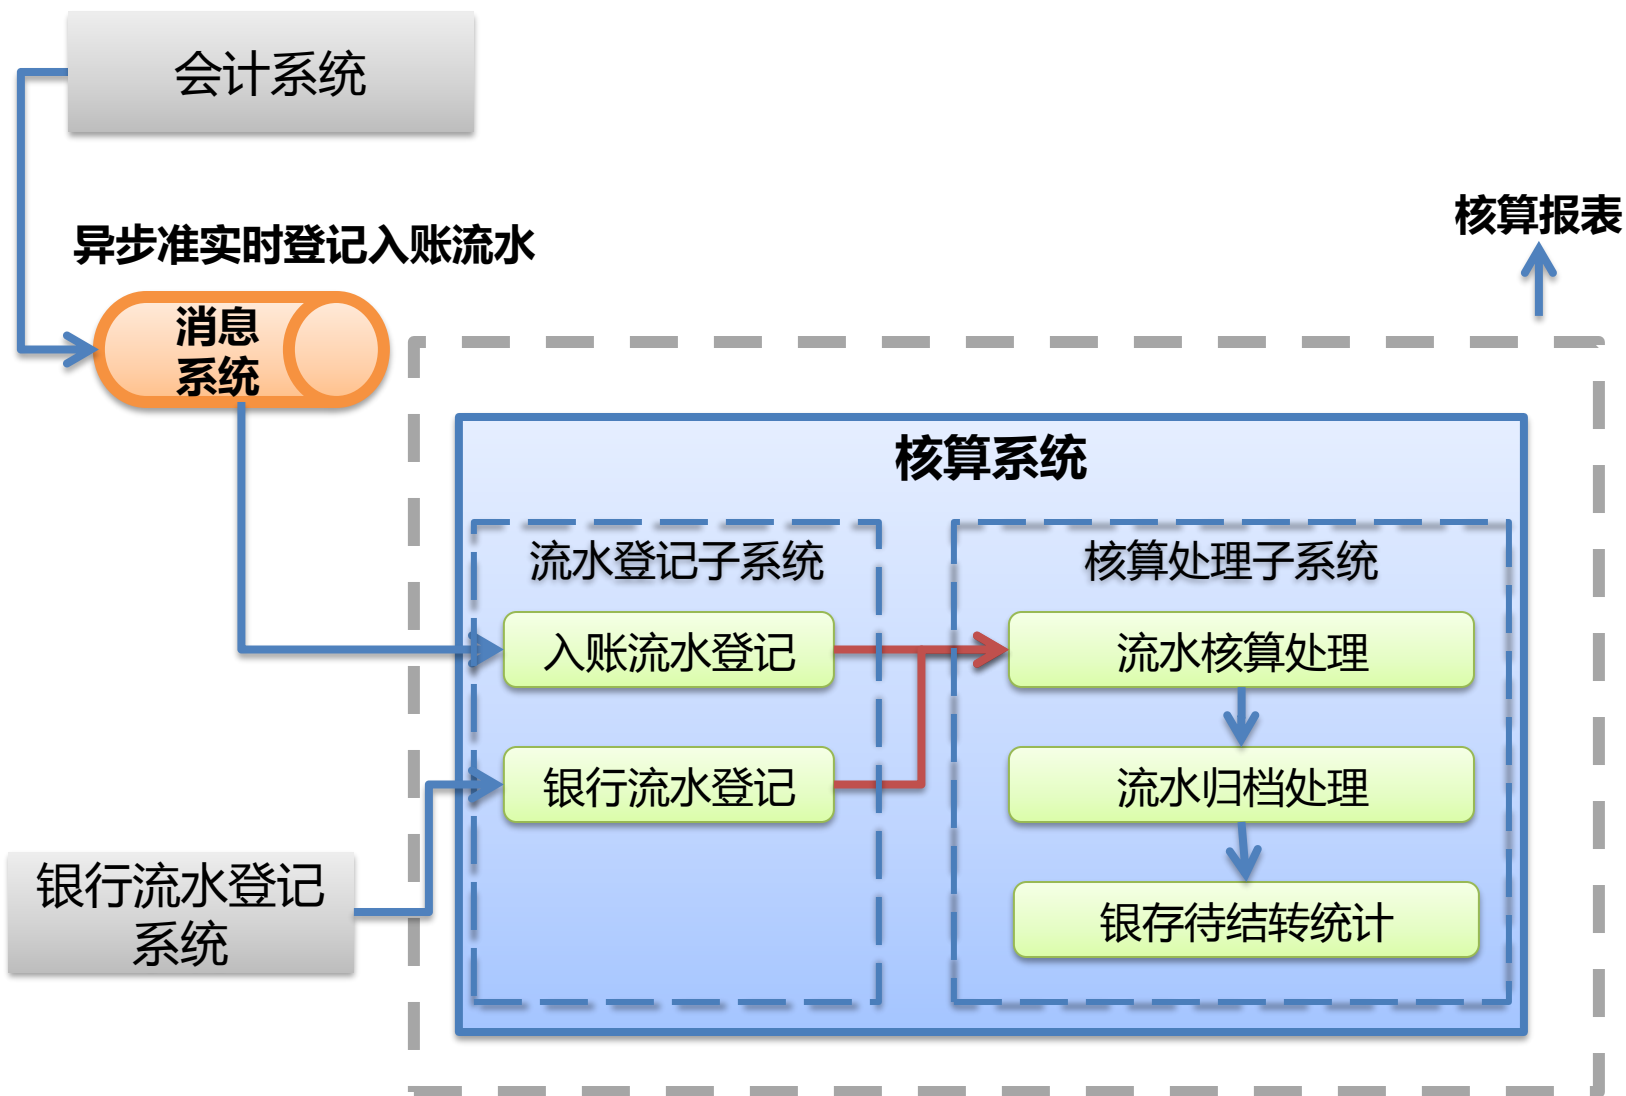 会计系统
核算报表
异步准实时登记入账流水
消息
系统
核算系统
流水登记子系统
核算处理子系统
入账流水登记
流水核算处理
银行流水登记
流水归档处理
银行流水登记
系统
银存待结转统计